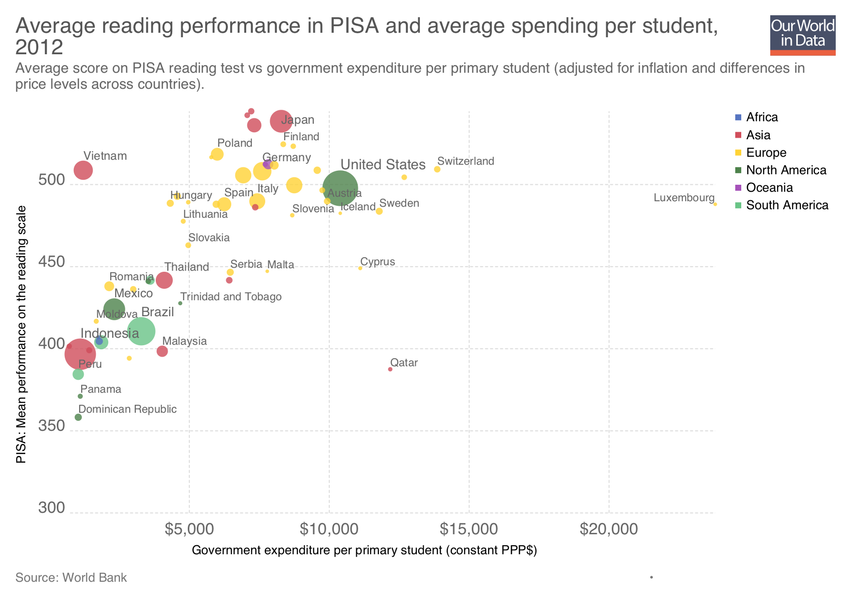 Average reading performance in PISA and average spending per student,
2012
Our World
in Data
Average score on PISA reading test vs government expenditure per primary student (adjusted for inflation and differences in
price levels across countries).
Africa
Asia
Europe
North America
Oceania
South America
Japan
Finland
Poland
Vietnam
Germany
United States
Switzerland
500
Hungary
Spain
Italy
Austria
Luxembourg
Lithuania
Slovenia
Iceland
Sweden
Slovakia
450
Thailand
Serbia
Malta
Cyprus
Romania
Mexico
Trinidad and Tobago
Moldova
Brazil
400
Indonesia
Malaysia
Peru
Qatar
Panama
Dominican Republic
350
300
PISA: Mean performance on the reading scale
$5,000
$10,000
$15,000
$20,000
Government expenditure per primary student (constant PPP$)
Source: World Bank